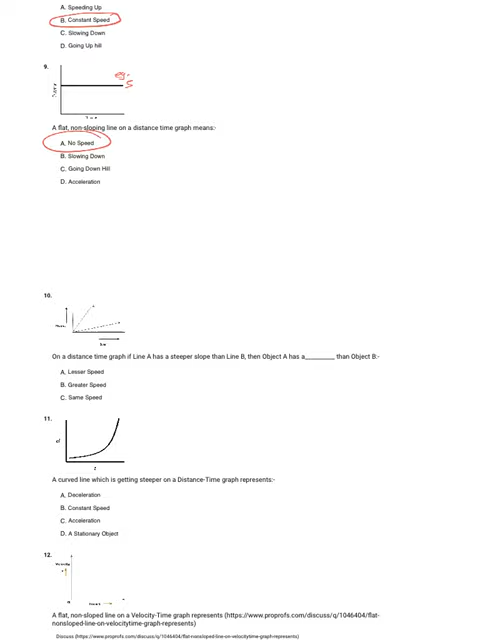 A. Speeding Up
B. Constant Speed
C. Slowing Down
D. Going Up hill
9.
A flat, non-sloping line on a distance time graph means:-
A. No Speed
B. Slowing Down
C. Going Down Hill
D. Acceleration
10.
On a distance time graph if Line A has a steeper slope than Line B, then Object A has a_________ than Object B:-
A. Lesser Speed
B. Greater Speed
C. Same Speed
11.
d
t
A curved line which is getting steeper on a Distance-Time graph represents:-
A. Deceleration
B. Constant Speed
C. Acceleration
D. A Stationary Object
12.
Velocity
A flat, non-sloped line on a Velocity-Time graph represents (https://www.proprofs.com/discuss/q/1046404/flat-
nonsloped-line-on-velocitytime-graph-represents)
Discuss (https://www.proprofs.com/discuss/q/1046404/flat-nonsloped-line-on-velocitytime-graph-represents)